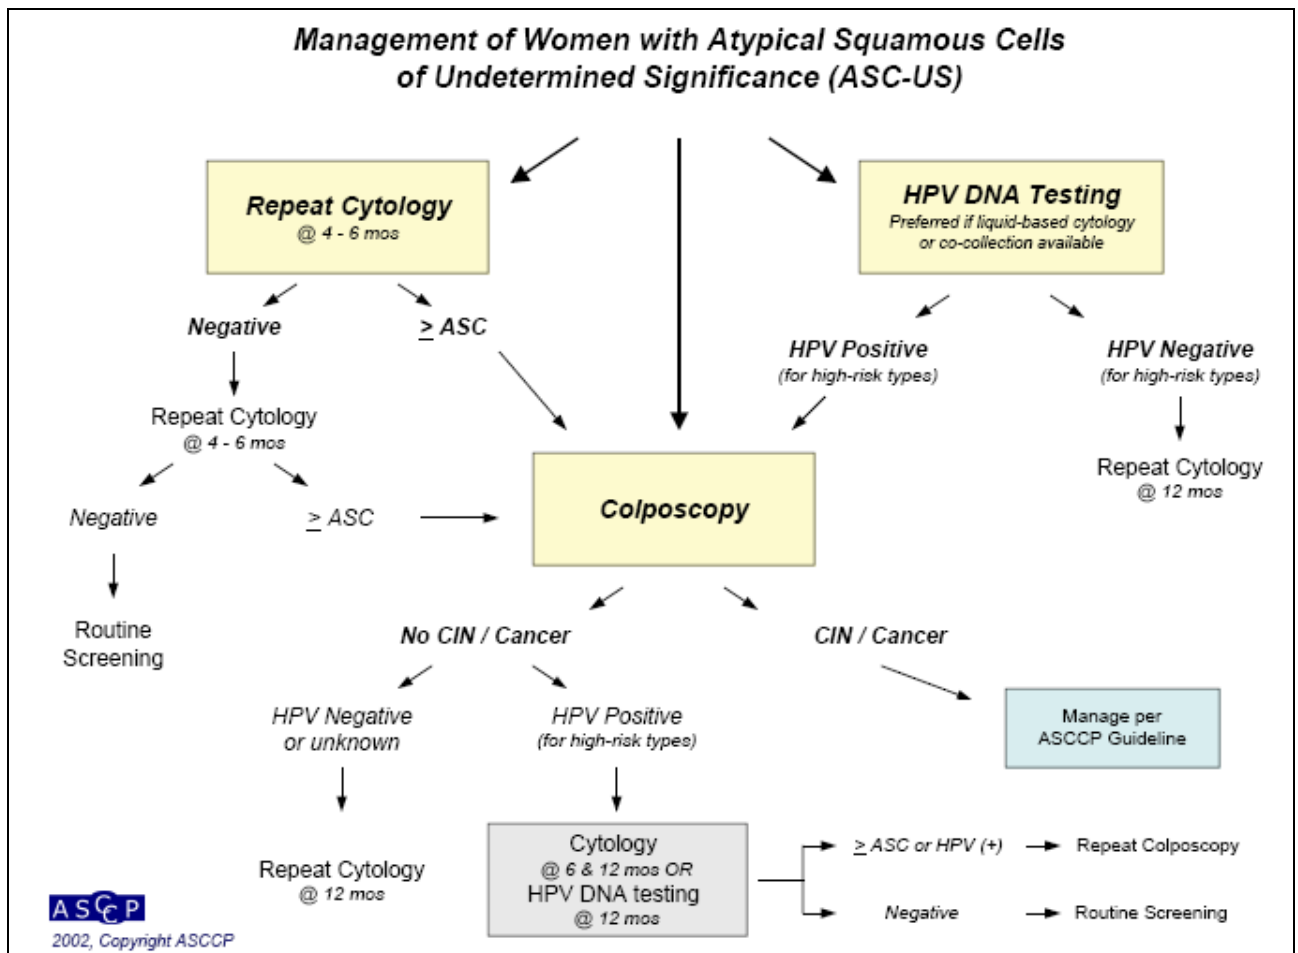 Management of Women with Atypical Squamous Cells
of Undetermined Significance (ASC-US)
Repeat Cytology
@ 4 - 6 mos
HPV DNA Testing
Preferred if liquid-based cytology
or co-collection available
Negative
≥ ASC
HPV Positive
(for high-risk types)
HPV Negative
(for high-risk types)
Repeat Cytology
@ 4 - 6 mos
Repeat Cytology
@ 12 mos
Negative
≥ ASC
Colposcopy
Routine
Screening
No CIN / Cancer
CIN / Cancer
HPV Negative
or unknown
HPV Positive
(for high-risk types)
Manage per
ASCCP Guideline
Repeat Cytology
@ 12 mos
Cytology
@ 6 & 12 mos OR
HPV DNA testing
@ 12 mos
≥ ASC or HPV (+)
Repeat Colposcopy
Negative
Routine Screening
ASCCP
2002, Copyright ASCCP